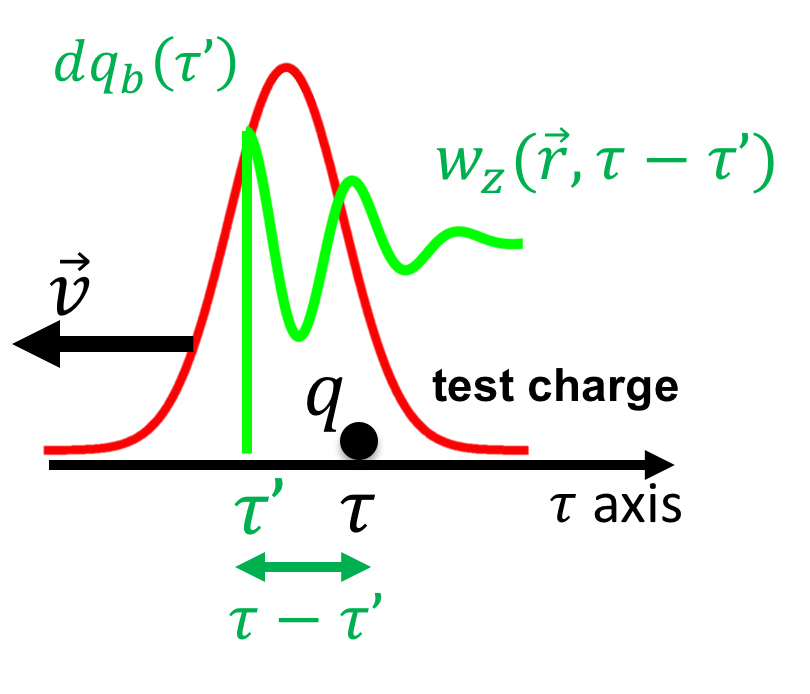 dq_b(τ’)
w_z(r⃗, τ − τ’)
v⃗
q
test charge
τ’
τ
τ axis
τ − τ’